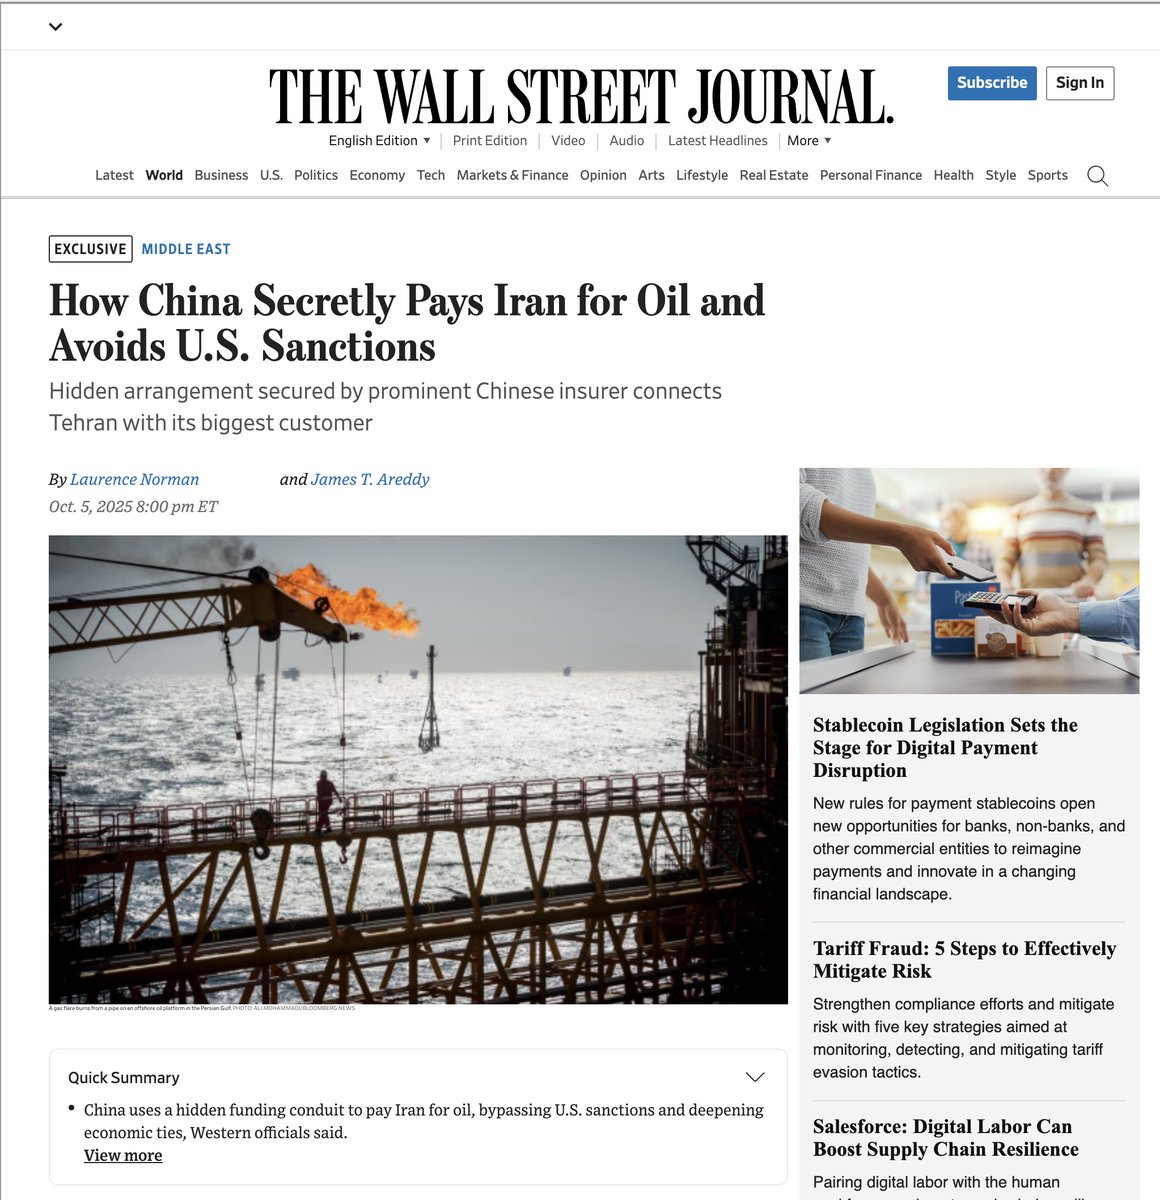 THE WALL STREET JOURNAL.
Subscribe
Sign In
English Edition
Print Edition
Video
Audio
Latest Headlines
More
Latest
World
Business
U.S.
Politics
Economy
Tech
Markets & Finance
Opinion
Arts
Lifestyle
Real Estate
Personal Finance
Health
Style
Sports
EXCLUSIVE
MIDDLE EAST
How China Secretly Pays Iran for Oil and
Avoids U.S. Sanctions
Hidden arrangement secured by prominent Chinese insurer connects
Tehran with its biggest customer
By Laurence Norman and James T. Areddy
Oct. 5, 2025 8:00 pm ET
A gas flare burns from a pipe on an offshore oil platform in the Persian Gulf. PHOTO: ALI MOHAMMADI/BLOOMBERG NEWS
Quick Summary
• China uses a hidden funding conduit to pay Iran for oil, bypassing U.S. sanctions and deepening
economic ties, Western officials said.
View more
Stablecoin Legislation Sets the
Stage for Digital Payment
Disruption
New rules for payment stablecoins open
new opportunities for banks, non-banks, and
other commercial entities to reimagine
payments and innovate in a changing
financial landscape.
Tariff Fraud: 5 Steps to Effectively
Mitigate Risk
Strengthen compliance efforts and mitigate
risk with five key strategies aimed at
monitoring, detecting, and mitigating tariff
evasion tactics.
Salesforce: Digital Labor Can
Boost Supply Chain Resilience
Pairing digital labor with the human